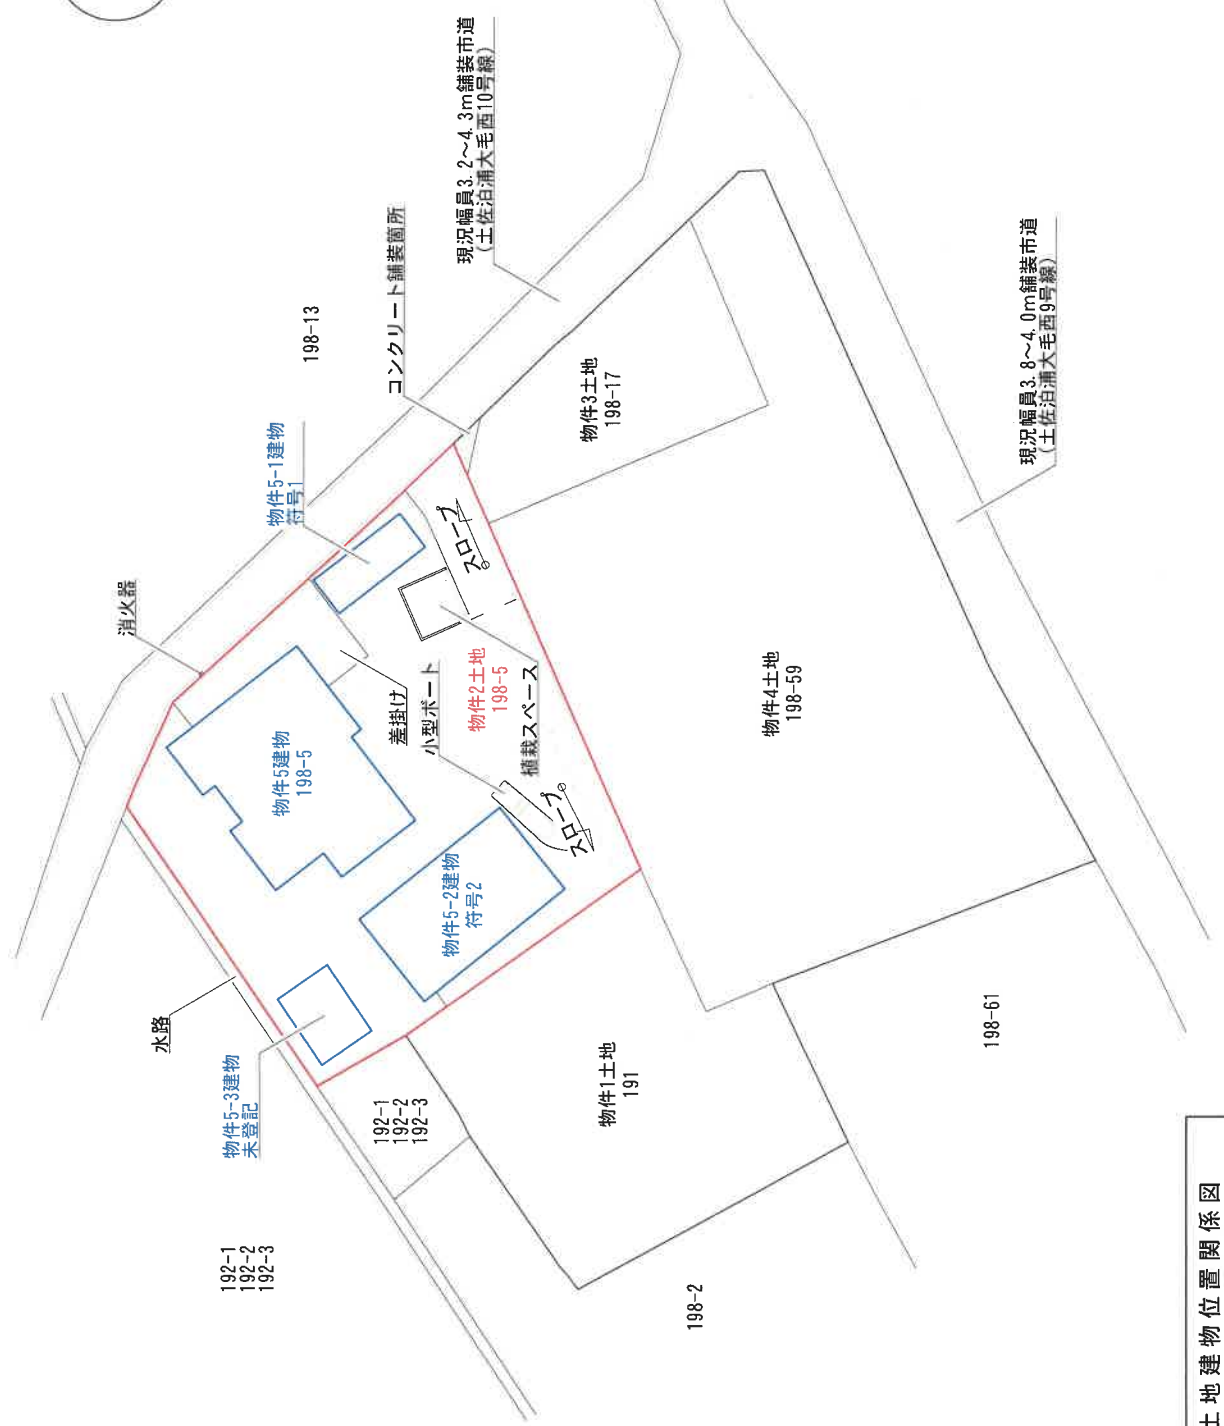 現況幅員3.2〜4.3m舗装市道
(土佐泊浦大毛西10号線)
コンクリート舗装箇所
198-13
物件5-1建物
符号1
消火器
物件3土地
198-17
現況幅員3.8〜4.0m舗装市道
(土佐泊浦大毛西9号線)
スロープ
差掛け
小型ボート
物件2土地
198-5
植栽スペース
物件5建物
198-5
スロープ
物件4土地
198-59
物件5-2建物
符号2
水路
物件5-3建物
未登記
192-1
192-2
192-3
物件1土地
191
198-61
192-1
192-2
192-3
198-2
土地建物位置関係図